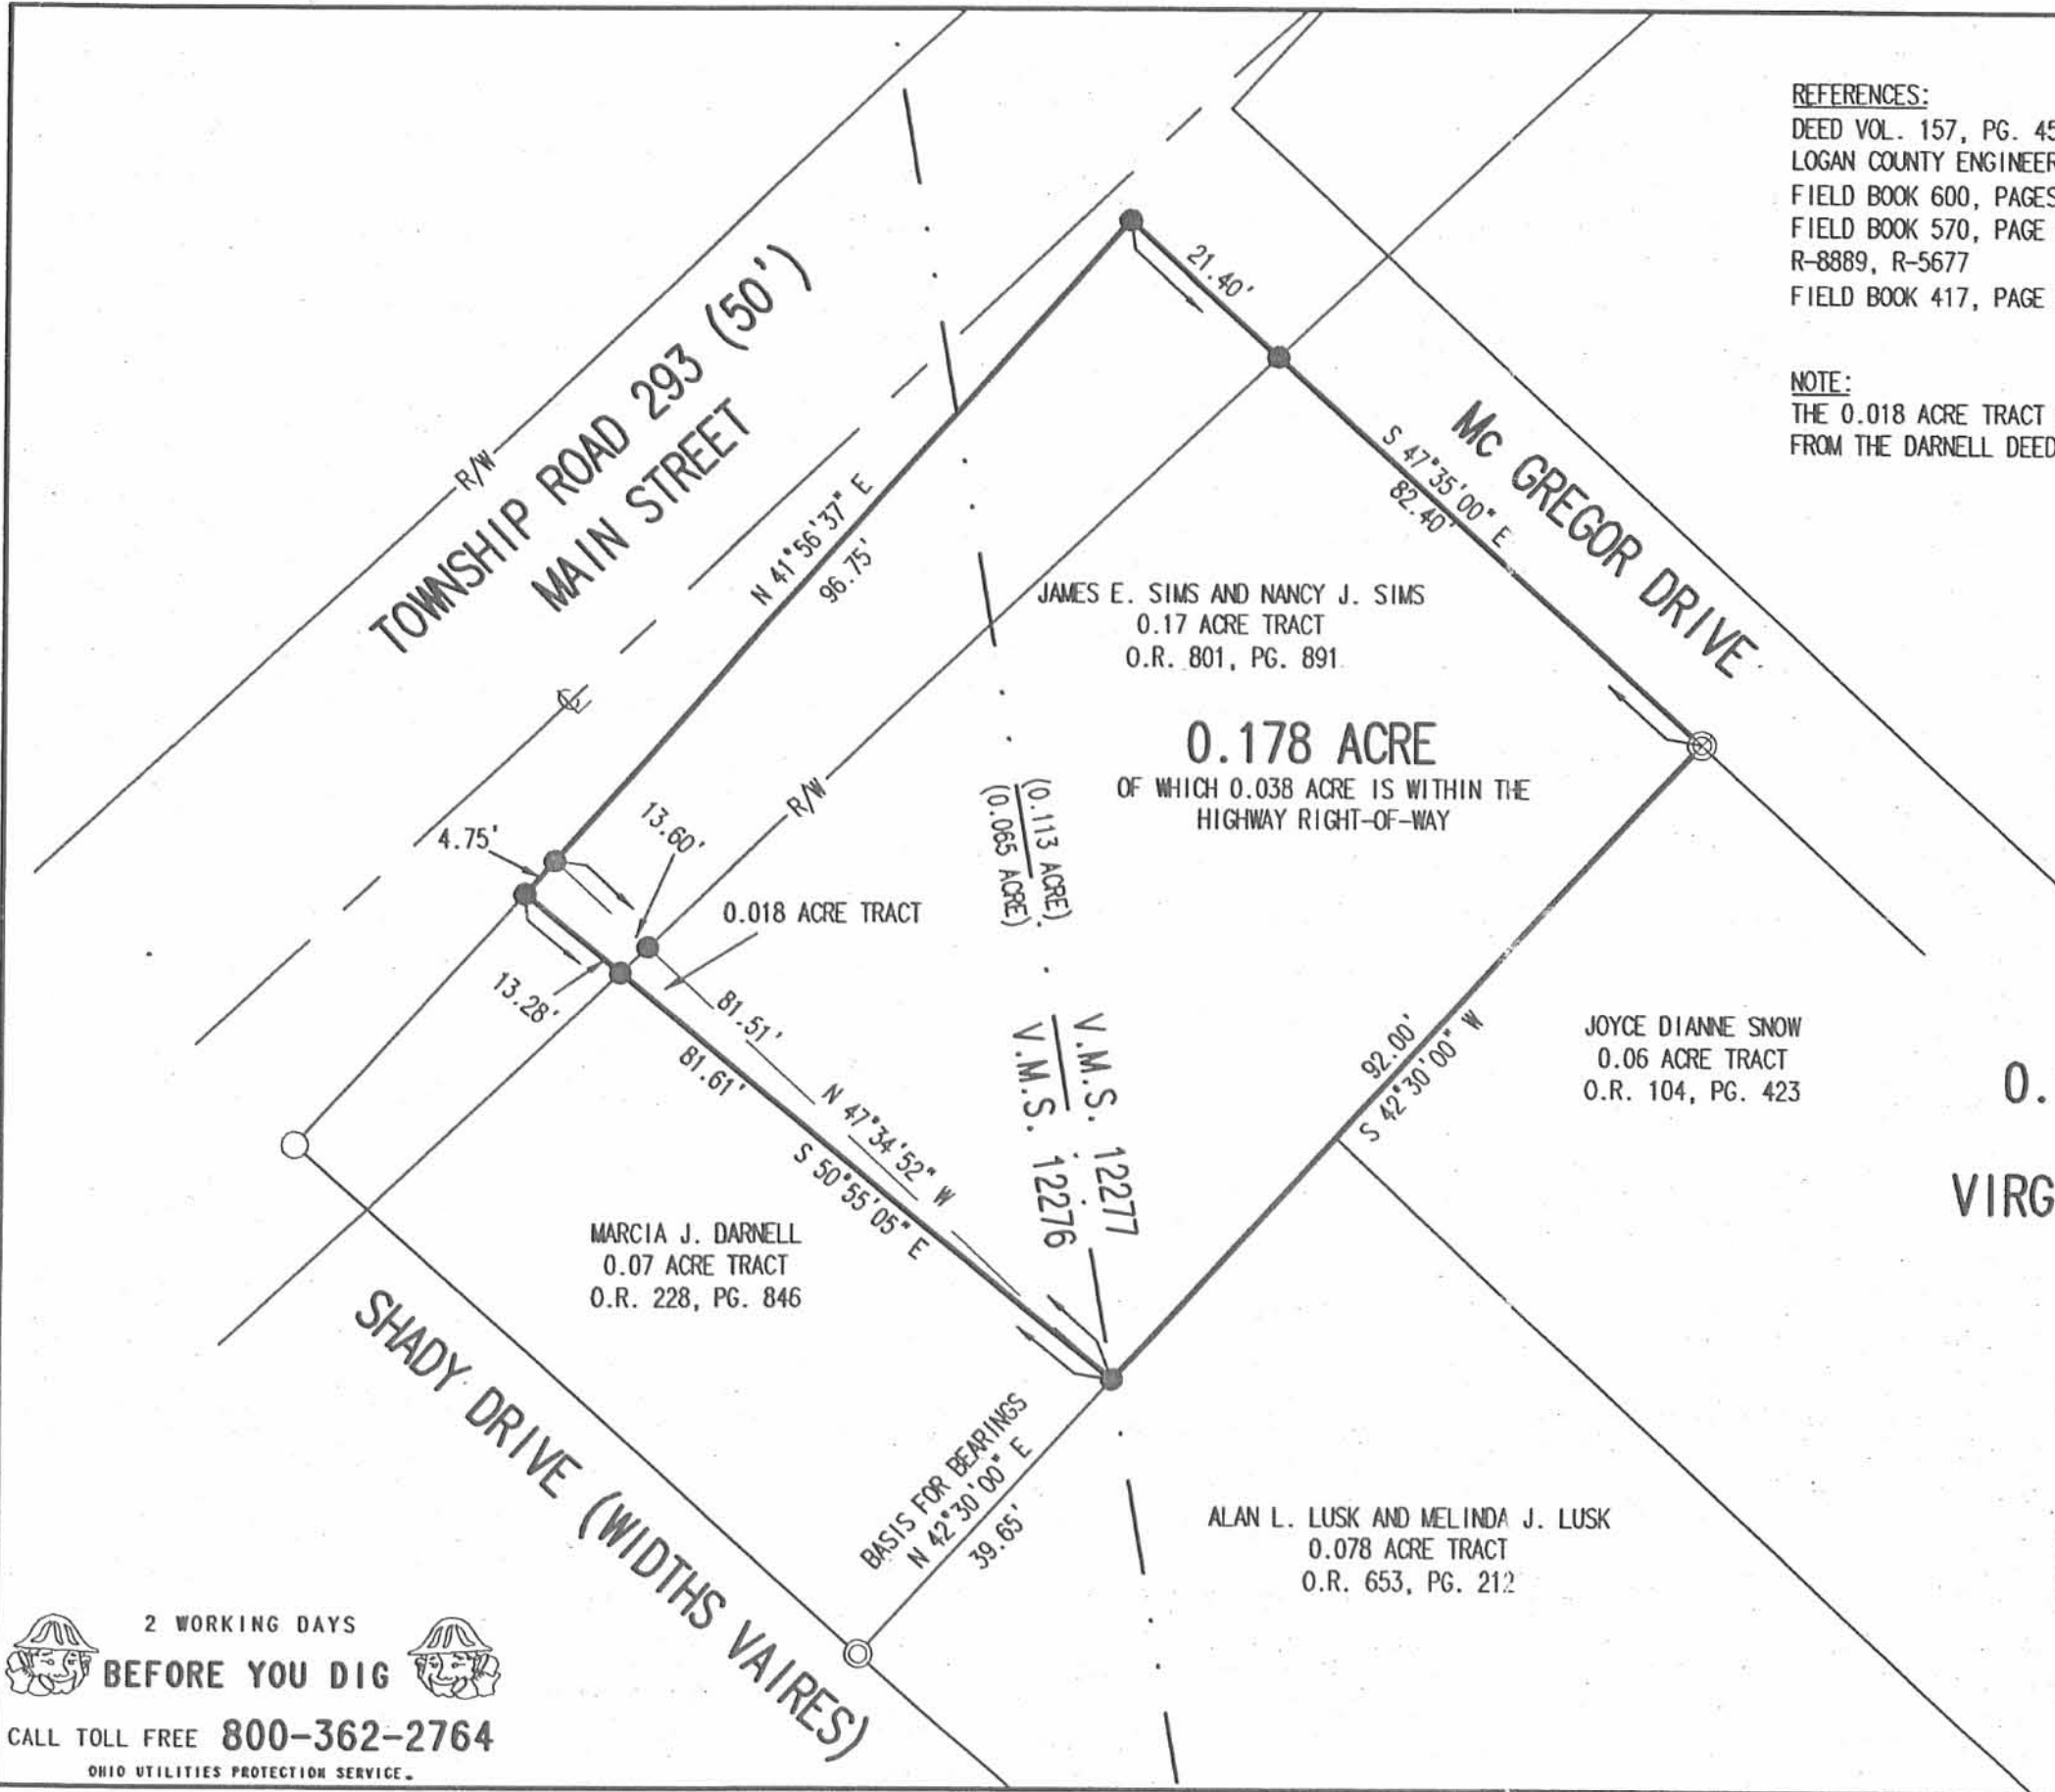 REFERENCES:
DEED VOL. 157, PG. 45
LOGAN COUNTY ENGINEER
FIELD BOOK 600, PAGES
FIELD BOOK 570, PAGE
R-8889, R-5677
FIELD BOOK 417, PAGE
NOTE:
THE 0.018 ACRE TRACT
FROM THE DARNELL DEED
TOWNSHIP ROAD 293 (50')
MAIN STREET
R/W
21.40'
Mc GREGOR DRIVE
S 47°35'00" E
82.40'
N 41°56'37" E
96.75'
JAMES E. SIMS AND NANCY J. SIMS
0.17 ACRE TRACT
O.R. 801, PG. 891
0.178 ACRE
OF WHICH 0.038 ACRE IS WITHIN THE
HIGHWAY RIGHT-OF-WAY
R/W
(0.113 ACRE)
(0.065 ACRE)
4.75'
13.60'
0.018 ACRE TRACT
13.28'
81.51'
N 47°34'52" W
81.61'
S 50°55'05" E
V.M.S. 12277
V.M.S. 12276
92.00'
S 42°30'00" W
JOYCE DIANNE SNOW
0.06 ACRE TRACT
O.R. 104, PG. 423
0.
VIRG
MARCIA J. DARNELL
0.07 ACRE TRACT
O.R. 228, PG. 846
SHADY DRIVE (WIDTHS VAIRES)
BASIS FOR BEARINGS
N 42°30'00" E
39.65'
ALAN L. LUSK AND MELINDA J. LUSK
0.078 ACRE TRACT
O.R. 653, PG. 212
2 WORKING DAYS
BEFORE YOU DIG
CALL TOLL FREE 800-362-2764
OHIO UTILITIES PROTECTION SERVICE.